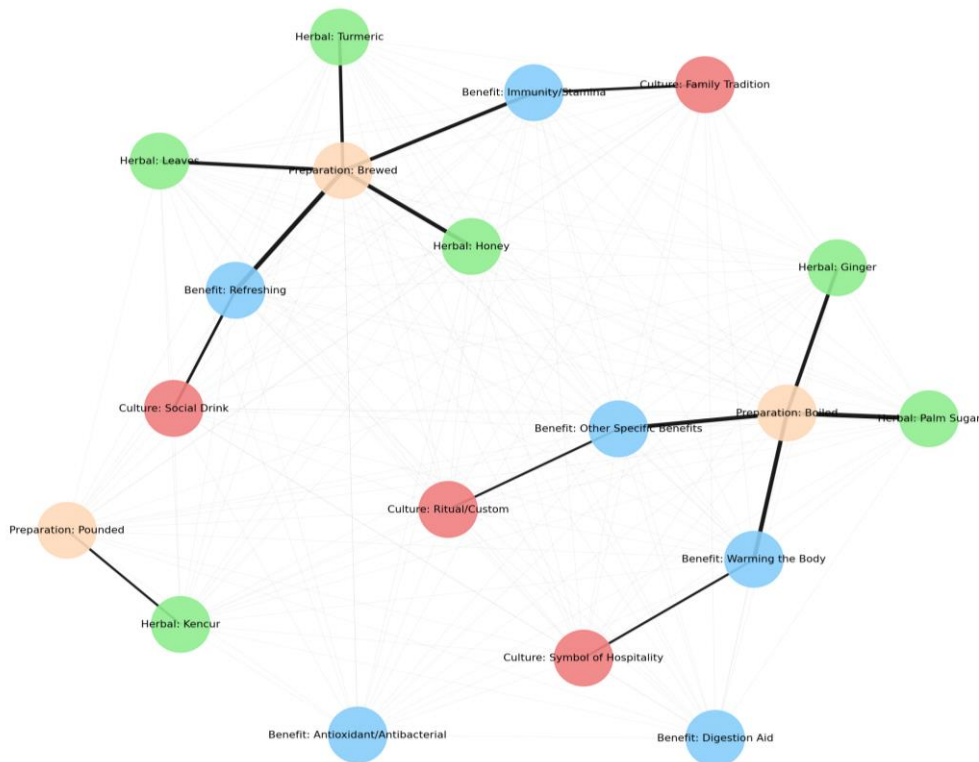 Herbal: Turmeric
Culture: Family Tradition
Benefit: Immunity/Stamina
Herbal: Leaves
Preparation: Brewed
Herbal: Honey
Herbal: Ginger
Benefit: Refreshing
Culture: Social Drink
Preparation: Boiled
Herbal: Palm Sugar
Benefit: Other Specific Benefits
Culture: Ritual/Custom
Preparation: Pounded
Benefit: Warming the Body
Herbal: Kencur
Culture: Symbol of Hospitality
Benefit: Antioxidant/Antibacterial
Benefit: Digestion Aid